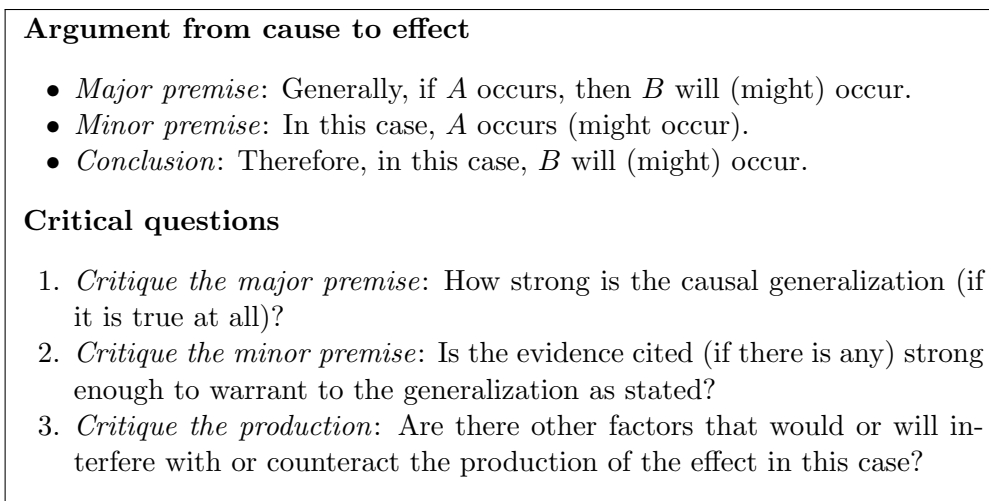 Argument from cause to effect
• Major premise: Generally, if A occurs, then B will (might) occur.
• Minor premise: In this case, A occurs (might occur).
• Conclusion: Therefore, in this case, B will (might) occur.
Critical questions
1. Critique the major premise: How strong is the causal generalization (if
it is true at all)?
2. Critique the minor premise: Is the evidence cited (if there is any) strong
enough to warrant to the generalization as stated?
3. Critique the production: Are there other factors that would or will in-
terfere with or counteract the production of the effect in this case?